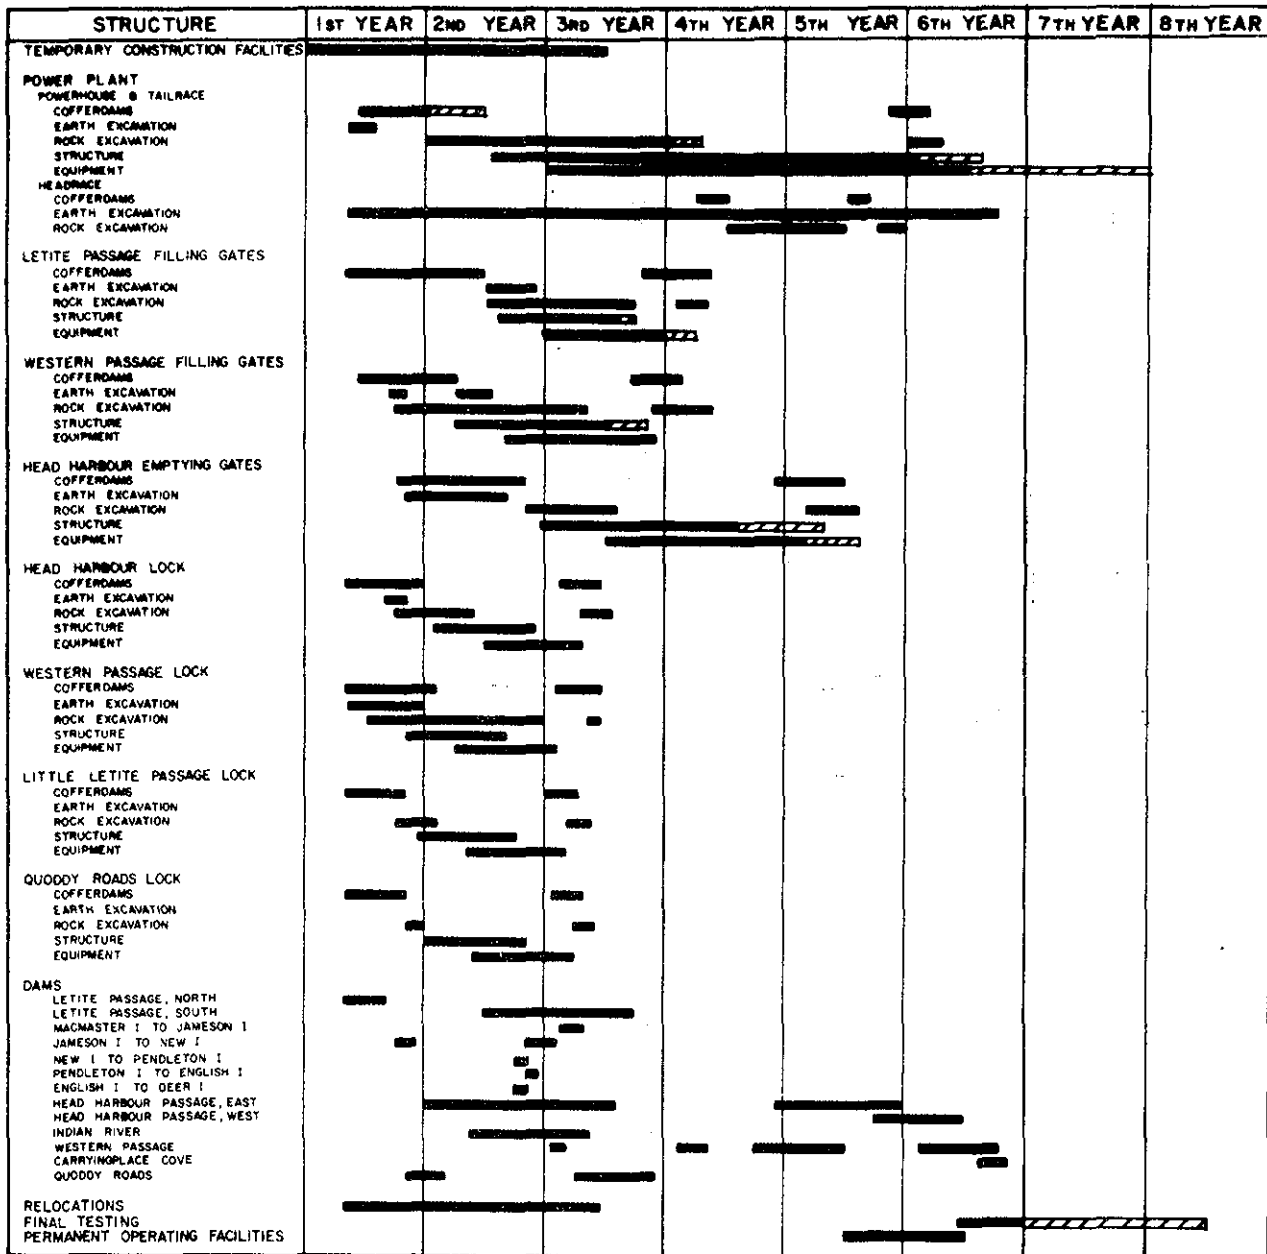 STRUCTURE 1ST YEAR 2ND YEAR 3RD YEAR 4TH YEAR 5TH YEAR 6TH YEAR 7TH YEAR 8TH YEAR
TEMPORARY CONSTRUCTION FACILITIES
POWER PLANT
POWERHOUSE & TAILRACE
COFFERDAMS
EARTH EXCAVATION
ROCK EXCAVATION
STRUCTURE
EQUIPMENT
HEADRACE
COFFERDAMS
EARTH EXCAVATION
ROCK EXCAVATION
LETITE PASSAGE FILLING GATES
COFFERDAMS
EARTH EXCAVATION
ROCK EXCAVATION
STRUCTURE
EQUIPMENT
WESTERN PASSAGE FILLING GATES
COFFERDAMS
EARTH EXCAVATION
ROCK EXCAVATION
STRUCTURE
EQUIPMENT
HEAD HARBOUR EMPTYING GATES
COFFERDAMS
EARTH EXCAVATION
ROCK EXCAVATION
STRUCTURE
EQUIPMENT
HEAD HARBOUR LOCK
COFFERDAMS
EARTH EXCAVATION
ROCK EXCAVATION
STRUCTURE
EQUIPMENT
WESTERN PASSAGE LOCK
COFFERDAMS
EARTH EXCAVATION
ROCK EXCAVATION
STRUCTURE
EQUIPMENT
LITTLE LETITE PASSAGE LOCK
COFFERDAMS
EARTH EXCAVATION
ROCK EXCAVATION
STRUCTURE
EQUIPMENT
QUODDY ROADS LOCK
COFFERDAMS
EARTH EXCAVATION
ROCK EXCAVATION
STRUCTURE
EQUIPMENT
DAMS
LETITE PASSAGE, NORTH
LETITE PASSAGE, SOUTH
MACMASTER I TO JAMESON I
JAMESON I TO NEW I
NEW I TO PENDLETON I
PENDLETON I TO ENGLISH I
ENGLISH I TO DEER I
HEAD HARBOUR PASSAGE, EAST
HEAD HARBOUR PASSAGE, WEST
INDIAN RIVER
WESTERN PASSAGE
CARRYINGPLACE COVE
QUODDY ROADS
RELOCATIONS
FINAL TESTING
PERMANENT OPERATING FACILITIES